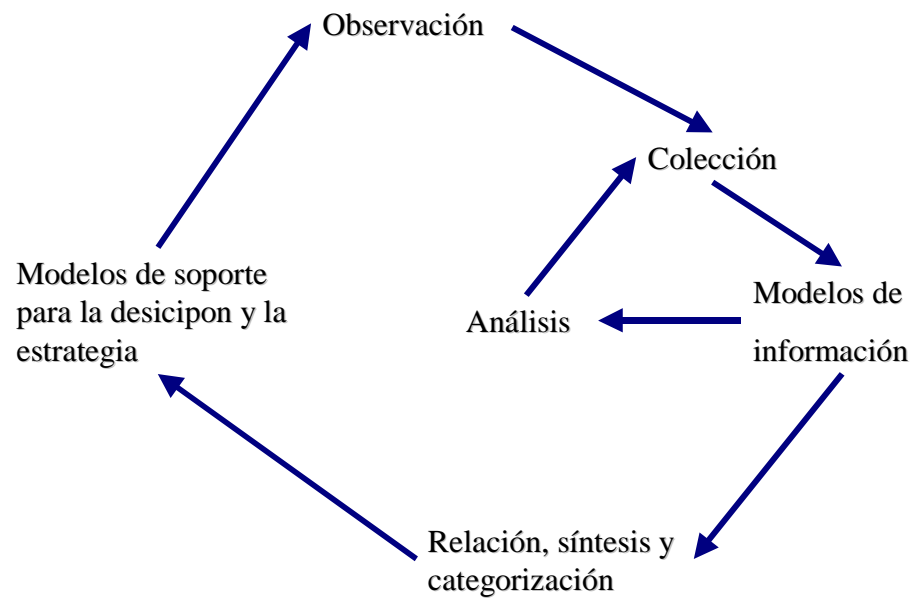 Observación
Colección
Modelos de soporte
para la desicipon y la
estrategia
Análisis
Modelos de
información
Relación, síntesis y
categorización